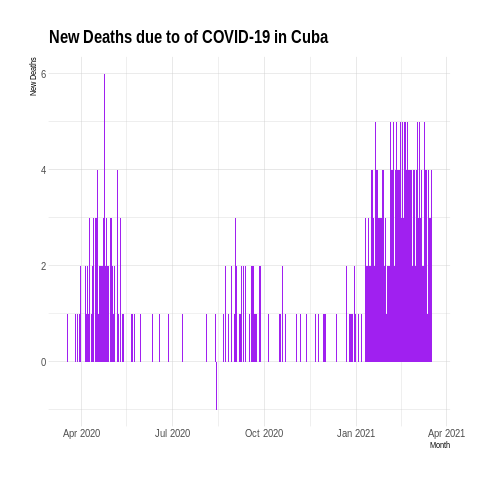 New Deaths due to of COVID-19 in Cuba
New Deaths
6
4
2
0
Apr 2020 Jul 2020 Oct 2020 Jan 2021 Apr 2021
Month